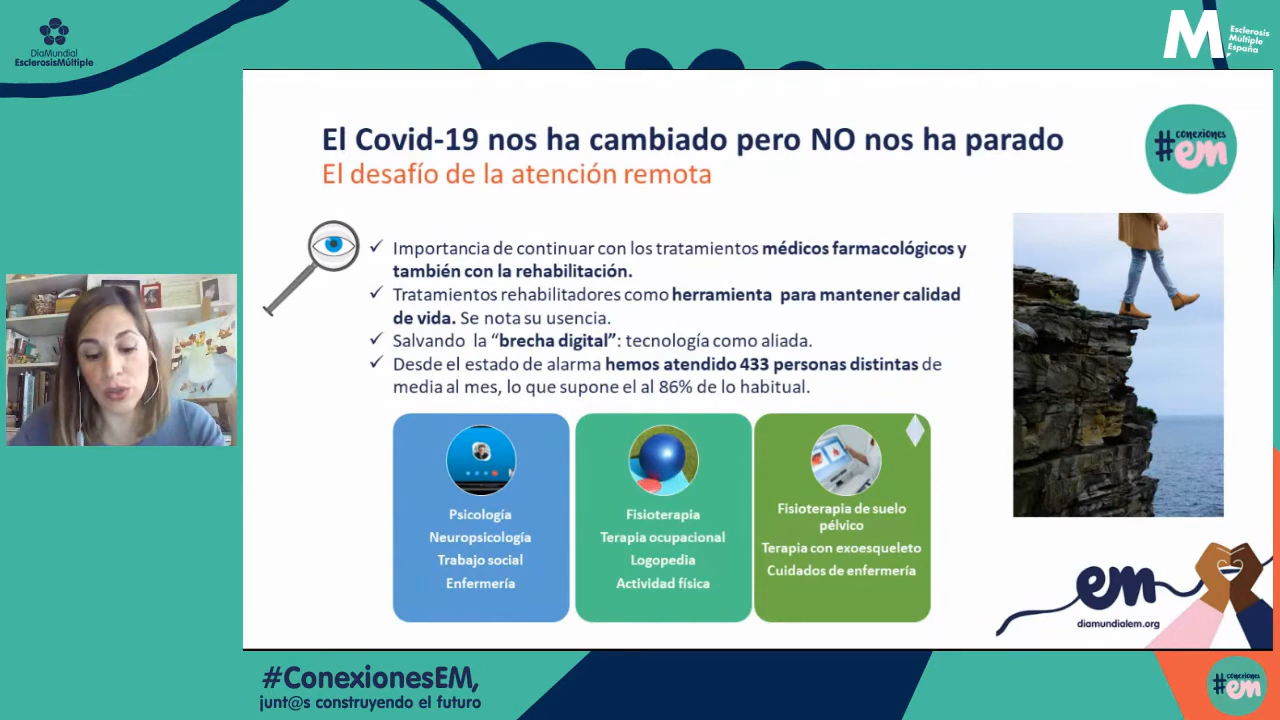 DíaMundial
EsclerosisMúltiple
M
Esclerosis
Múltiple
España
El Covid-19 nos ha cambiado pero NO nos ha parado
El desafío de la atención remota
#conexiones
em
✓ Importancia de continuar con los tratamientos médicos farmacológicos y
también con la rehabilitación.
✓ Tratamientos rehabilitadores como herramienta para mantener calidad
de vida. Se nota su usencia.
✓ Salvando la “brecha digital”: tecnología como aliada.
✓ Desde el estado de alarma hemos atendido 433 personas distintas de
media al mes, lo que supone el al 86% de lo habitual.
Psicología
Neuropsicología
Trabajo social
Enfermería
Fisioterapia
Terapia ocupacional
Logopedia
Actividad física
Fisioterapia de suelo
pélvico
Terapia con exoesqueleto
Cuidados de enfermería
em
diamundialem.org
#ConexionesEM,
junt@s construyendo el futuro
#conexiones
em